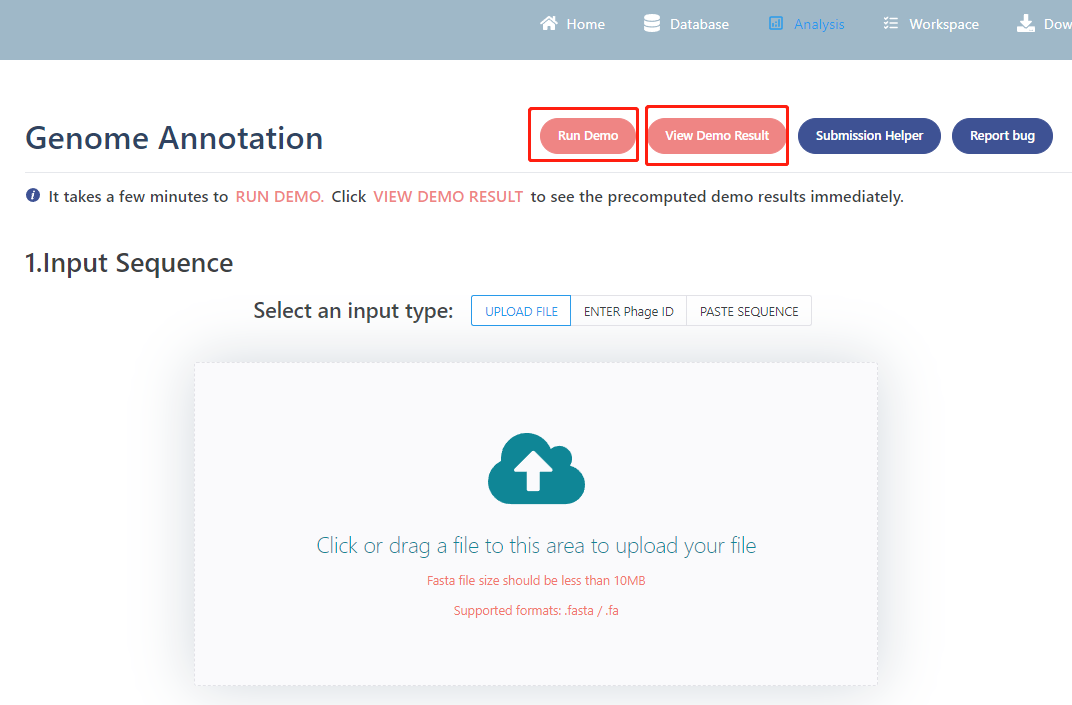 Home Database Analysis Workspace Dow
Genome Annotation
Run Demo View Demo Result Submission Helper Report bug
It takes a few minutes to RUN DEMO. Click VIEW DEMO RESULT to see the precomputed demo results immediately.
1.Input Sequence
Select an input type: UPLOAD FILE ENTER Phage ID PASTE SEQUENCE
Click or drag a file to this area to upload your file
Fasta file size should be less than 10MB
Supported formats: .fasta / .fa